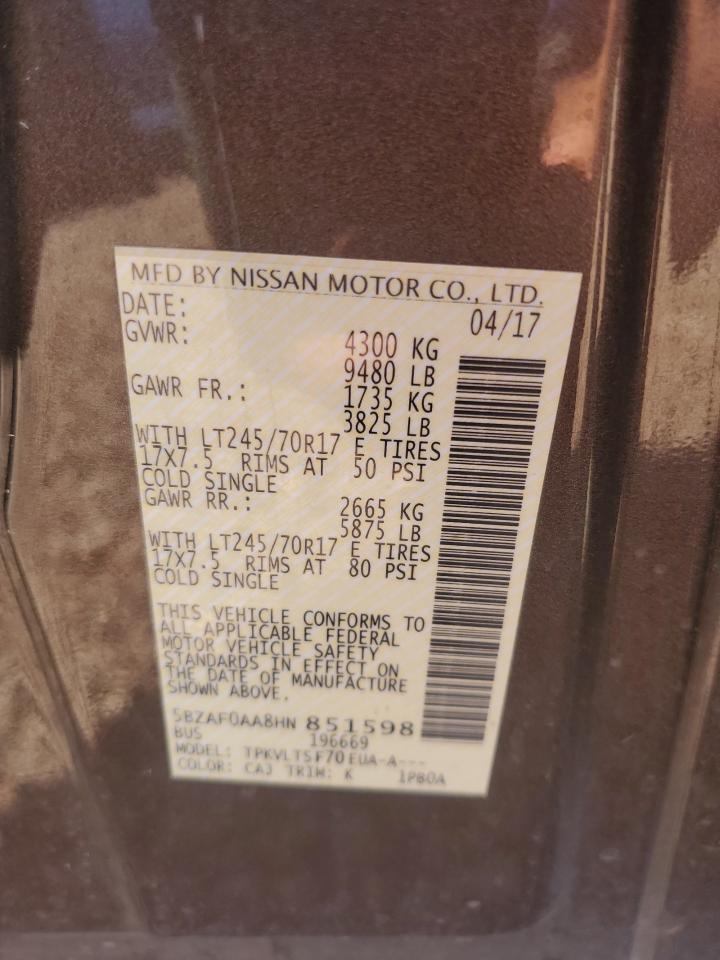 MFD BY NISSAN MOTOR CO., LTD.
DATE: 04/17
GVWR: 4300 KG
9480 LB
GAWR FR.: 1735 KG
3825 LB
WITH LT245/70R17 E TIRES
17X7.5 RIMS AT 50 PSI
COLD SINGLE
GAWR RR.: 2665 KG
5875 LB
WITH LT245/70R17 E TIRES
17X7.5 RIMS AT 80 PSI
COLD SINGLE
THIS VEHICLE CONFORMS TO
ALL APPLICABLE FEDERAL
MOTOR VEHICLE SAFETY
STANDARDS IN EFFECT ON
THE DATE OF MANUFACTURE
SHOWN ABOVE.
5BZAF0AA8HN 851598
BUS 196669
MODEL: TPKVLT5F70EUA-A---
COLOR: CAJ TRIM: K 1P80A